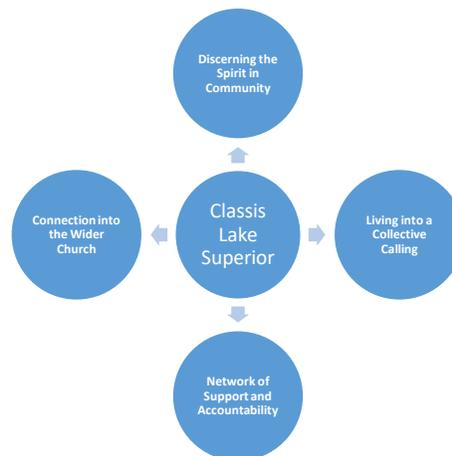 Discerning the
Spirit in
Community
Connection into
the Wider
Church
Classis
Lake
Superior
Living into a
Collective
Calling
Network of
Support and
Accountability